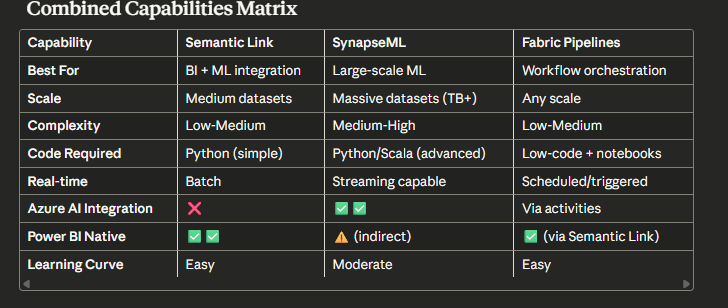 Combined Capabilities Matrix
Capability Semantic Link SynapseML Fabric Pipelines
Best For BI + ML integration Large-scale ML Workflow orchestration
Scale Medium datasets Massive datasets (TB+) Any scale
Complexity Low-Medium Medium-High Low-Medium
Code Required Python (simple) Python/Scala (advanced) Low-code + notebooks
Real-time Batch Streaming capable Scheduled/triggered
Azure AI Integration ❌ ✅✅ Via activities
Power BI Native ✅✅ ⚠️ (indirect) ✅ (via Semantic Link)
Learning Curve Easy Moderate Easy